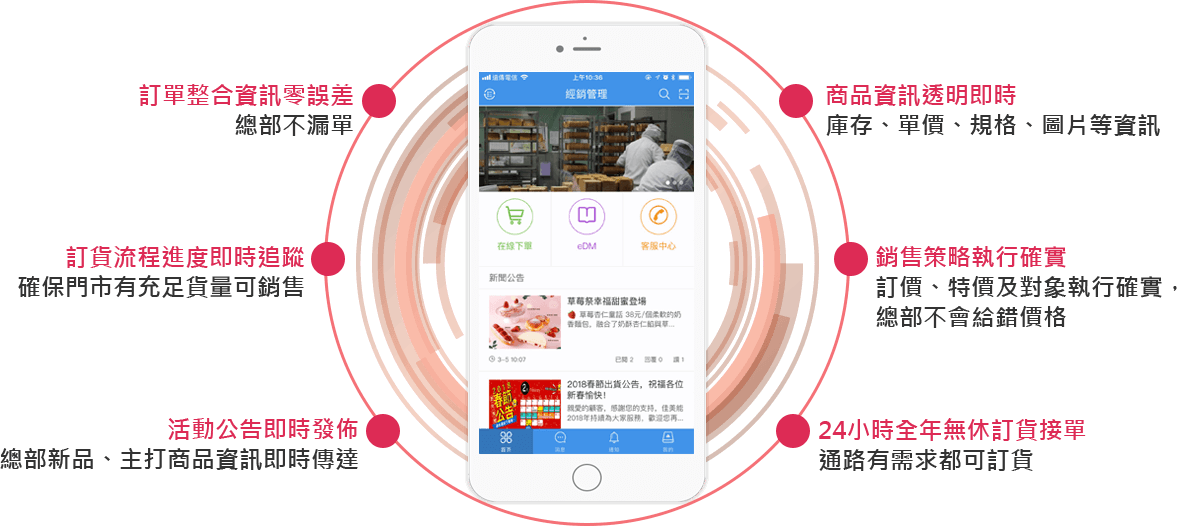 訂單整合資訊零誤差
總部不漏單
訂貨流程進度即時追蹤
確保門市有充足貨量可銷售
活動公告即時發佈
總部新品、主打商品資訊即時傳達
遠傳電信
上午10:36
經銷管理
在線下單
eDM
客服中心
新聞公告
草莓祭幸福甜蜜登場
草莓杏仁童話 38元/個柔軟的奶
香麵包，融合了奶酥杏仁餡與草...
3-5 10:07
已閱 2
回覆 0
讚 1
2018
春節
公告
2018春節出貨公告，祝福各位
新春愉快！
親愛的顧客，感謝您的支持，佳美能
2018年持續為大家服務，歡迎您再...
首頁
消息
我的
商品資訊透明即時
庫存、單價、規格、圖片等資訊
銷售策略執行確實
訂價、特價及對象執行確實，
總部不會給錯價格
24小時全年無休訂貨接單
通路有需求都可訂貨